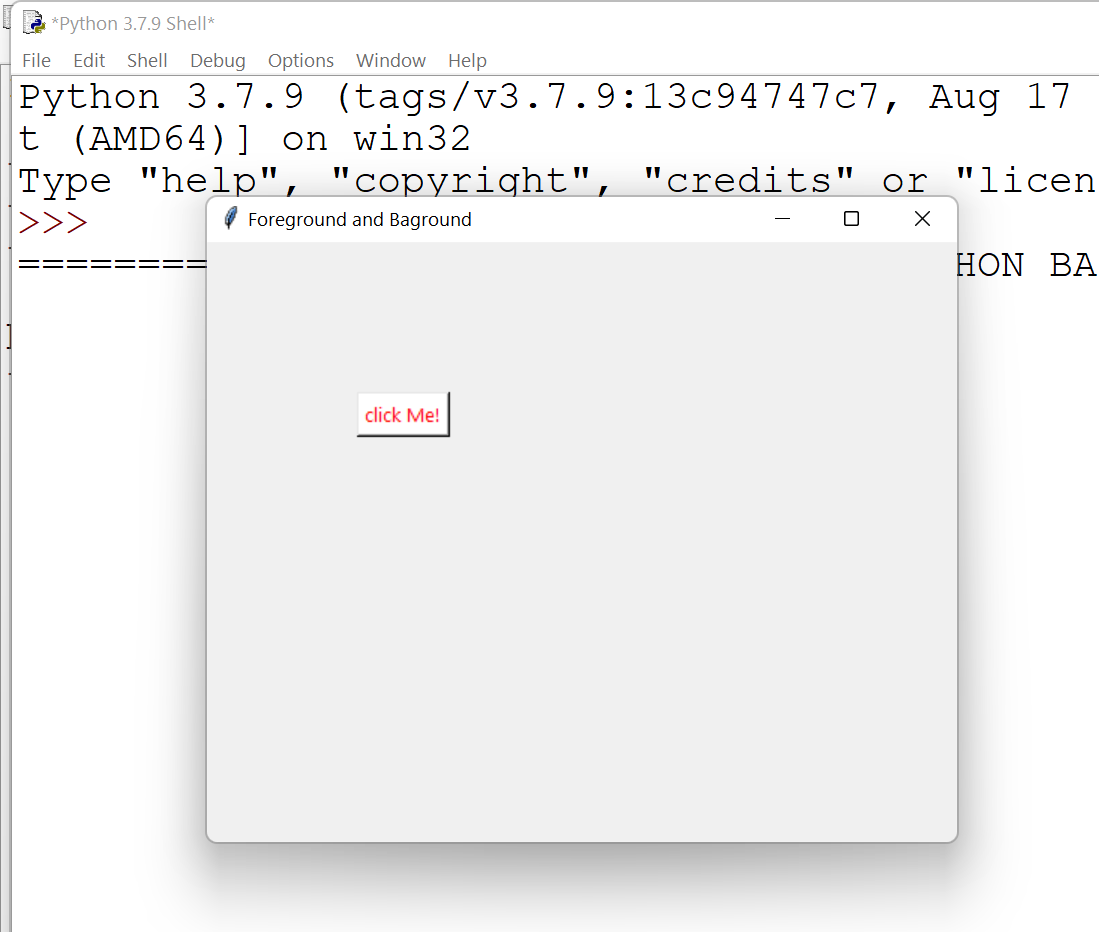 *Python 3.7.9 Shell*
File Edit Shell Debug Options Window Help
Python 3.7.9 (tags/v3.7.9:13c94747c7, Aug 17
t (AMD64)] on win32
Type "help", "copyright", "credits" or "licen
>>>
======== HON BA
Foreground and Baground
click Me!